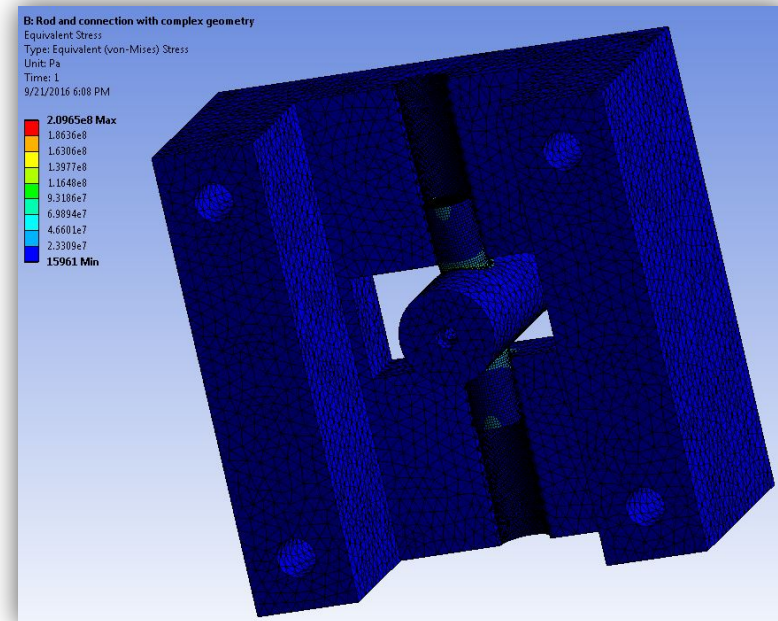 B: Rod and connection with complex geometry
Equivalent Stress
Type: Equivalent (von-Mises) Stress
Unit: Pa
Time: 1
9/21/2016 6:08 PM
2.0965e8 Max
1.8636e8
1.6306e8
1.3977e8
1.1648e8
9.3186e7
6.9894e7
4.6601e7
2.3309e7
15961 Min